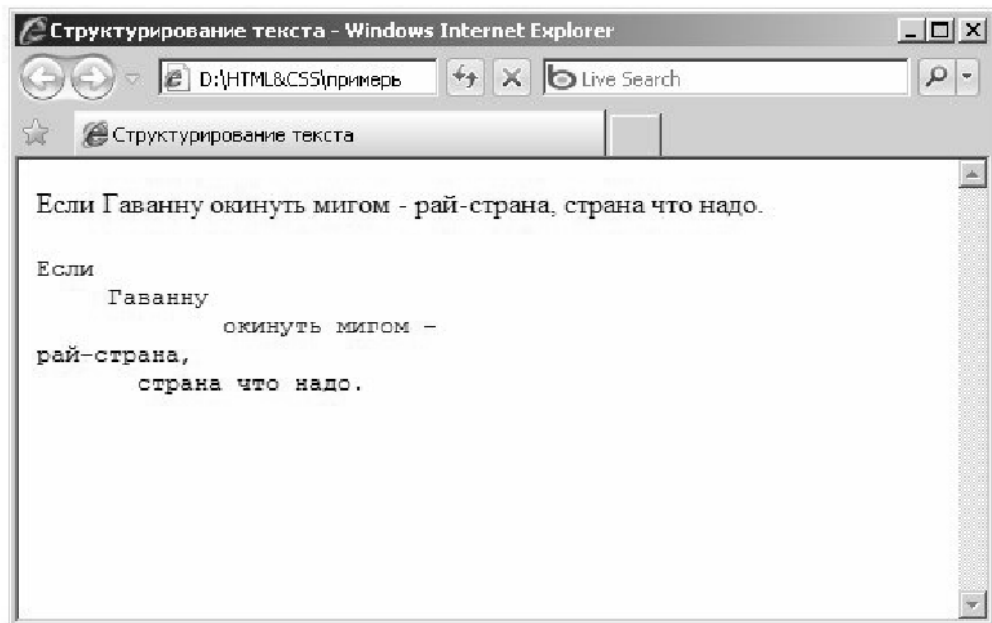 Структурирование текста - Windows Internet Explorer
D:\HTML&CSS\примерь
Live Search
Структурирование текста
Если Гаванну окинуть мигом - рай-страна, страна что надо.
Если
Гаванну
окинуть мигом -
рай-страна,
страна что надо.